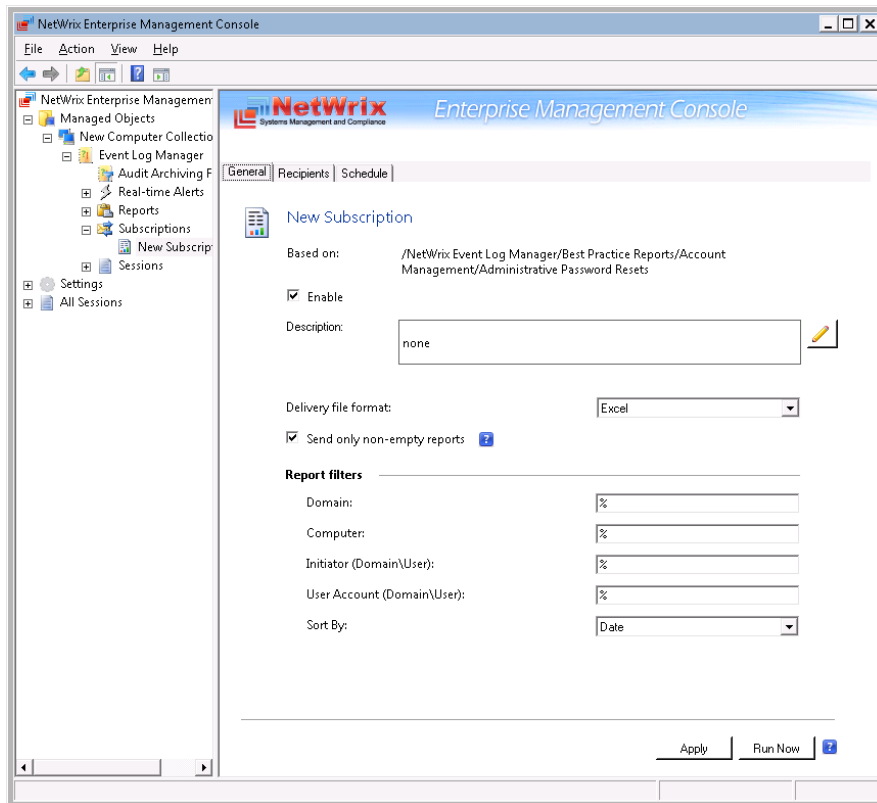 NetWrix Enterprise Management Console
File Action View Help
NetWrix Enterprise Managemen
Managed Objects
New Computer Collectio
Event Log Manager
Audit Archiving F
Real-time Alerts
Reports
Subscriptions
New Subscrip
Sessions
Settings
All Sessions
NetWrix
Systems Management and Compliance
Enterprise Management Console
General Recipients Schedule
New Subscription
Based on: /NetWrix Event Log Manager/Best Practice Reports/Account
Management/Administrative Password Resets
Enable
Description: none
Delivery file format: Excel
Send only non-empty reports ?
Report filters
Domain: %
Computer: %
Initiator (Domain\User): %
User Account (Domain\User): %
Sort By: Date
Apply Run Now ?